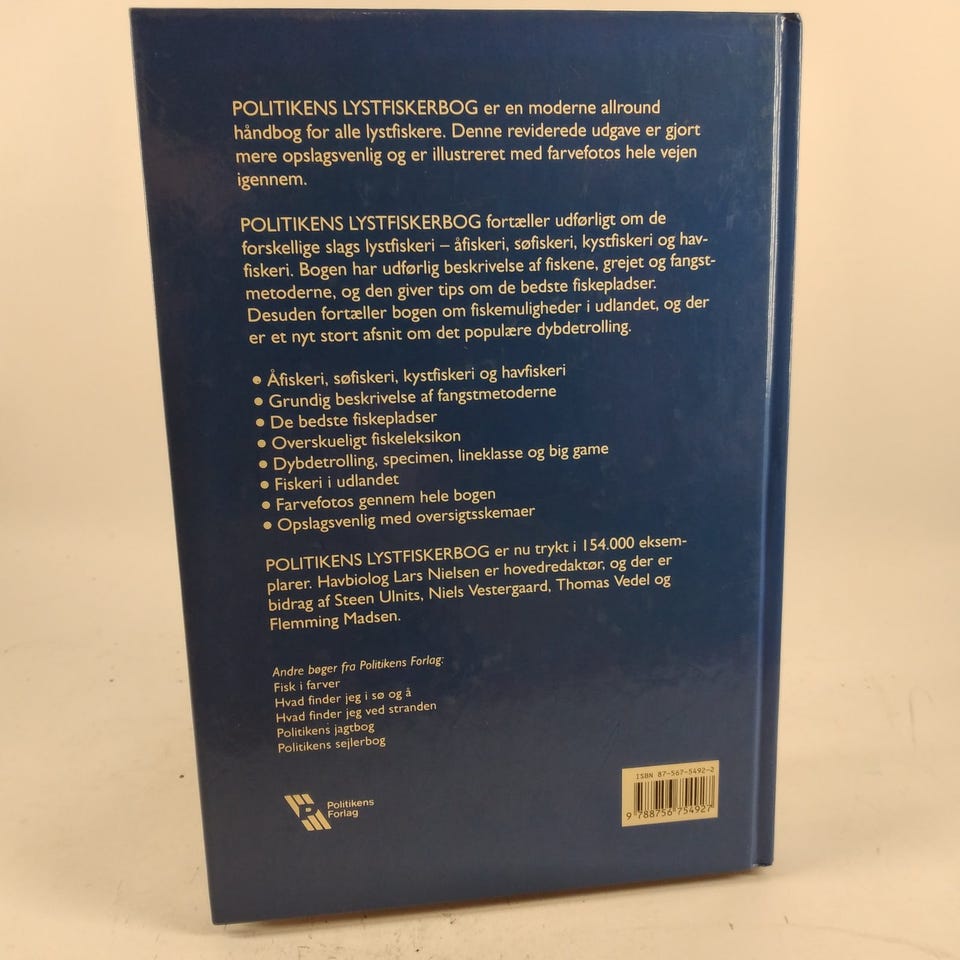 POLITIKENS LYSTFISKERBOG er en moderne allround
håndbog for alle lystfiskere. Denne reviderede udgave er gjort
mere opslagsvenlig og er illustreret med farvefotos hele vejen
igennem.
POLITIKENS LYSTFISKERBOG fortæller udførligt om de
forskellige slags lystfiskeri – åfiskeri, søfiskeri, kystfiskeri og hav-
fiskeri. Bogen har udførlig beskrivelse af fiskene, grejet og fangst-
metoderne, og den giver tips om de bedste fiskepladser.
Desuden fortæller bogen om fiskemuligheder i udlandet, og der
er et nyt stort afsnit om det populære dybdetrolling.
• Åfiskeri, søfiskeri, kystfiskeri og havfiskeri
• Grundig beskrivelse af fangstmetoderne
• De bedste fiskepladser
• Overskueligt fiskeleksikon
• Dybdetrolling, specimen, lineklasse og big game
• Fiskeri i udlandet
• Farvefotos gennem hele bogen
• Opslagsvenlig med oversigtsskemaer
POLITIKENS LYSTFISKERBOG er nu trykt i 154.000 eksem-
plarer. Havbiolog Lars Nielsen er hovedredaktør, og der er
bidrag af Steen Ulnits, Niels Vestergaard, Thomas Vedel og
Flemming Madsen.
Andre bøger fra Politikens Forlag:
Fisk i farver
Hvad finder jeg i sø og å
Hvad finder jeg ved stranden
Politikens jagtbog
Politikens sejlerbog
P
Politikens
Forlag
ISBN 87-567-5492-2
9 788756 754927